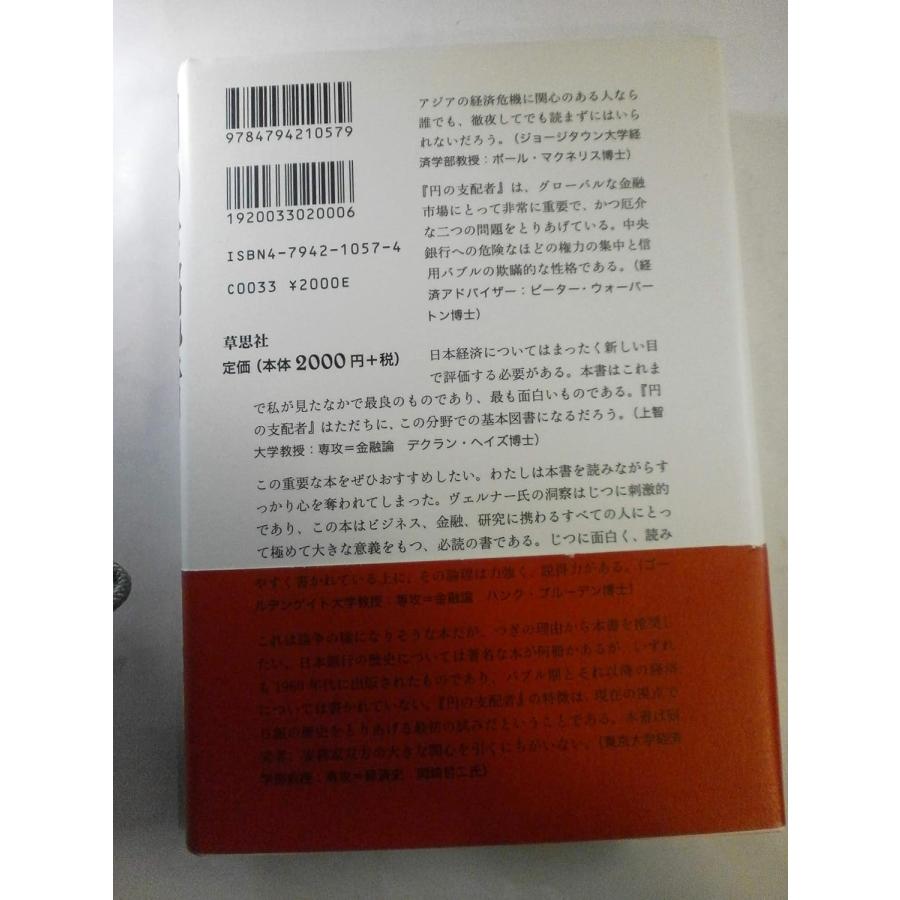 9784794210579
1920033020006
ISBN4-7942-1057-4
C0033 ¥2000E
草思社
定価(本体2000円+税)
アジアの経済危機に関心のある人なら
誰でも、徹夜してでも読まずにはいら
れないだろう。(ジョージタウン大学経
済学部教授:ポール・マクネリス博士)
『円の支配者』は、グローバルな金融
市場にとって非常に重要で、かつ厄介
な二つの問題をとりあげている。中央
銀行への危険なほどの権力の集中と信
用バブルの欺瞞的な性格である。(経
済アドバイザー:ピーター・ウォーバー
トン博士)
日本経済についてはまったく新しい目
で評価する必要がある。本書はこれま
で私が見たなかで最良のものであり、最も面白いものである。『円
の支配者』はただちに、この分野での基本図書になるだろう。(上智
大学教授:専攻=金融論 デクラン・ヘイズ博士)
この重要な本をぜひおすすめしたい。わたしは本書を読みながらす
っかり心を奪われてしまった。ヴェルナー氏の洞察はじつに刺激的
であり、この本はビジネス、金融、研究に携わるすべての人にとっ
て極めて大きな意義をもつ、必読の書である。じつに面白く、読み
やすく書かれている上に、その論理は力強く、説得力がある。(ゴー
ルデンゲイト大学教授:専攻=金融論 ハンク・プルーデン博士)
これは論争の種になりそうな本だが、つぎの理由から本書を推奨し
たい。日本銀行の歴史については著名な本が何冊かあるが、いずれ
も1960年代に出版されたものであり、バブル期とそれ以降の経済
については書かれていない。『円の支配者』の特徴は、現在の視点で
日銀の歴史をとりあげる最初の試みだということである。本書は研
究者、実務家双方の大きな関心を引くにちがいない。(東京大学経済
学部教授:専攻=経済史